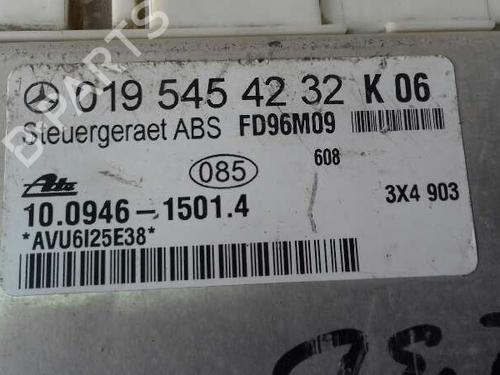 B-PARTS
019 545 42 32 K 06
Steuergeraet ABS FD96M09
608
085
Ate
10.0946-1501.4
3X4 903
*AVU6I25E38*